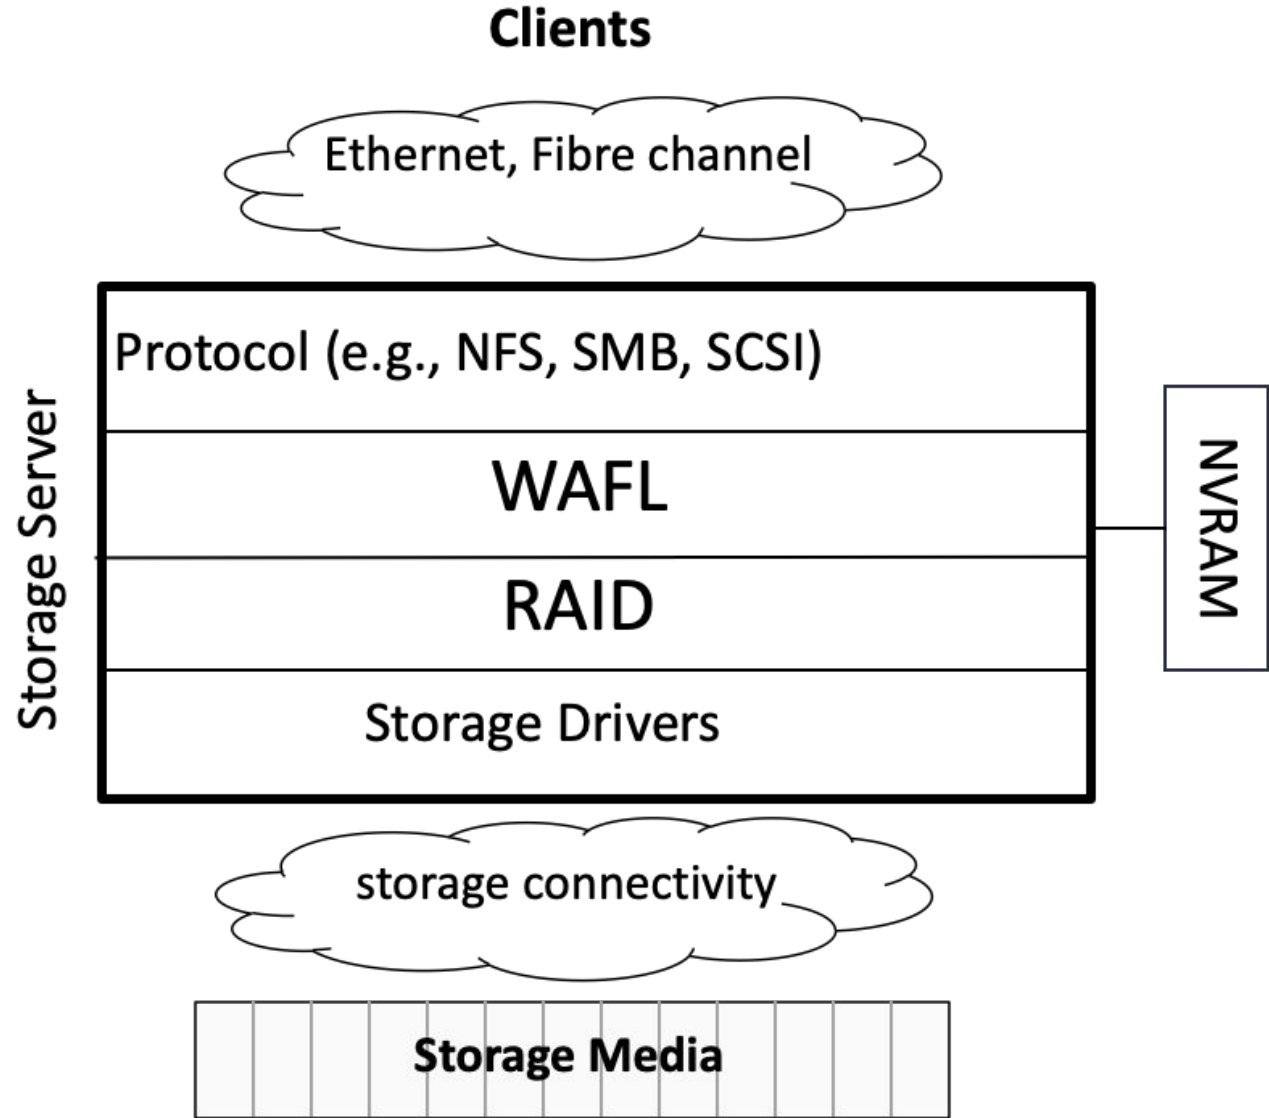 Clients
Ethernet, Fibre channel
Storage Server
Protocol (e.g., NFS, SMB, SCSI)
WAFL
RAID
Storage Drivers
NVRAM
storage connectivity
Storage Media